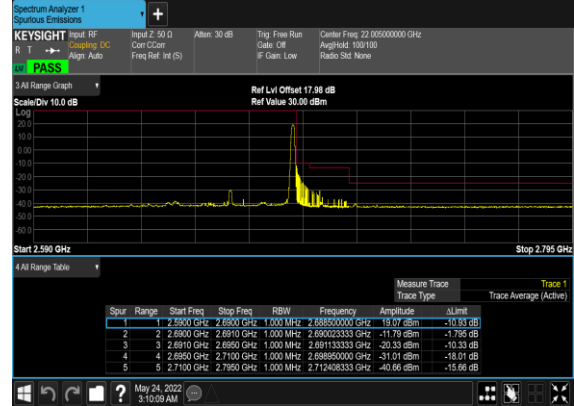 Spectrum Analyzer 1
Spurious Emissions
KEYSIGHT Input: RF Input Z: 50 Ω Atten: 30 dB Trig: Free Run Center Freq: 22.005000000 GHz
R T Coupling: DC Corr CCorr Gate: Off Avg|Hold: 100/100
Align: Auto Freq Ref: Int (S) IF Gain: Low Radio Std: None
PASS
3 All Range Graph
Ref Lvl Offset 17.98 dB
Scale/Div 10.0 dB Ref Value 30.00 dBm
Log
20.0
10.0
0.00
-10.0
-20.0
-30.0
-40.0
-50.0
-60.0
Start 2.590 GHz Stop 2.795 GHz
4 All Range Table
Measure Trace Trace 1
Trace Type Trace Average (Active)
Spur Range Start Freq Stop Freq RBW Frequency Amplitude ΔLimit
1 1 2.5900 GHz 2.6900 GHz 1.000 MHz 2.688500000 GHz 19.07 dBm -10.93 dB
2 2 2.6900 GHz 2.6910 GHz 1.000 MHz 2.690023333 GHz -11.79 dBm -1.795 dB
3 3 2.6910 GHz 2.6950 GHz 1.000 MHz 2.691133333 GHz -20.33 dBm -10.33 dB
4 4 2.6950 GHz 2.7100 GHz 1.000 MHz 2.698950000 GHz -31.01 dBm -18.01 dB
5 5 2.7100 GHz 2.7950 GHz 1.000 MHz 2.712408333 GHz -40.66 dBm -15.66 dB
May 24, 2022
3:10:09 AM